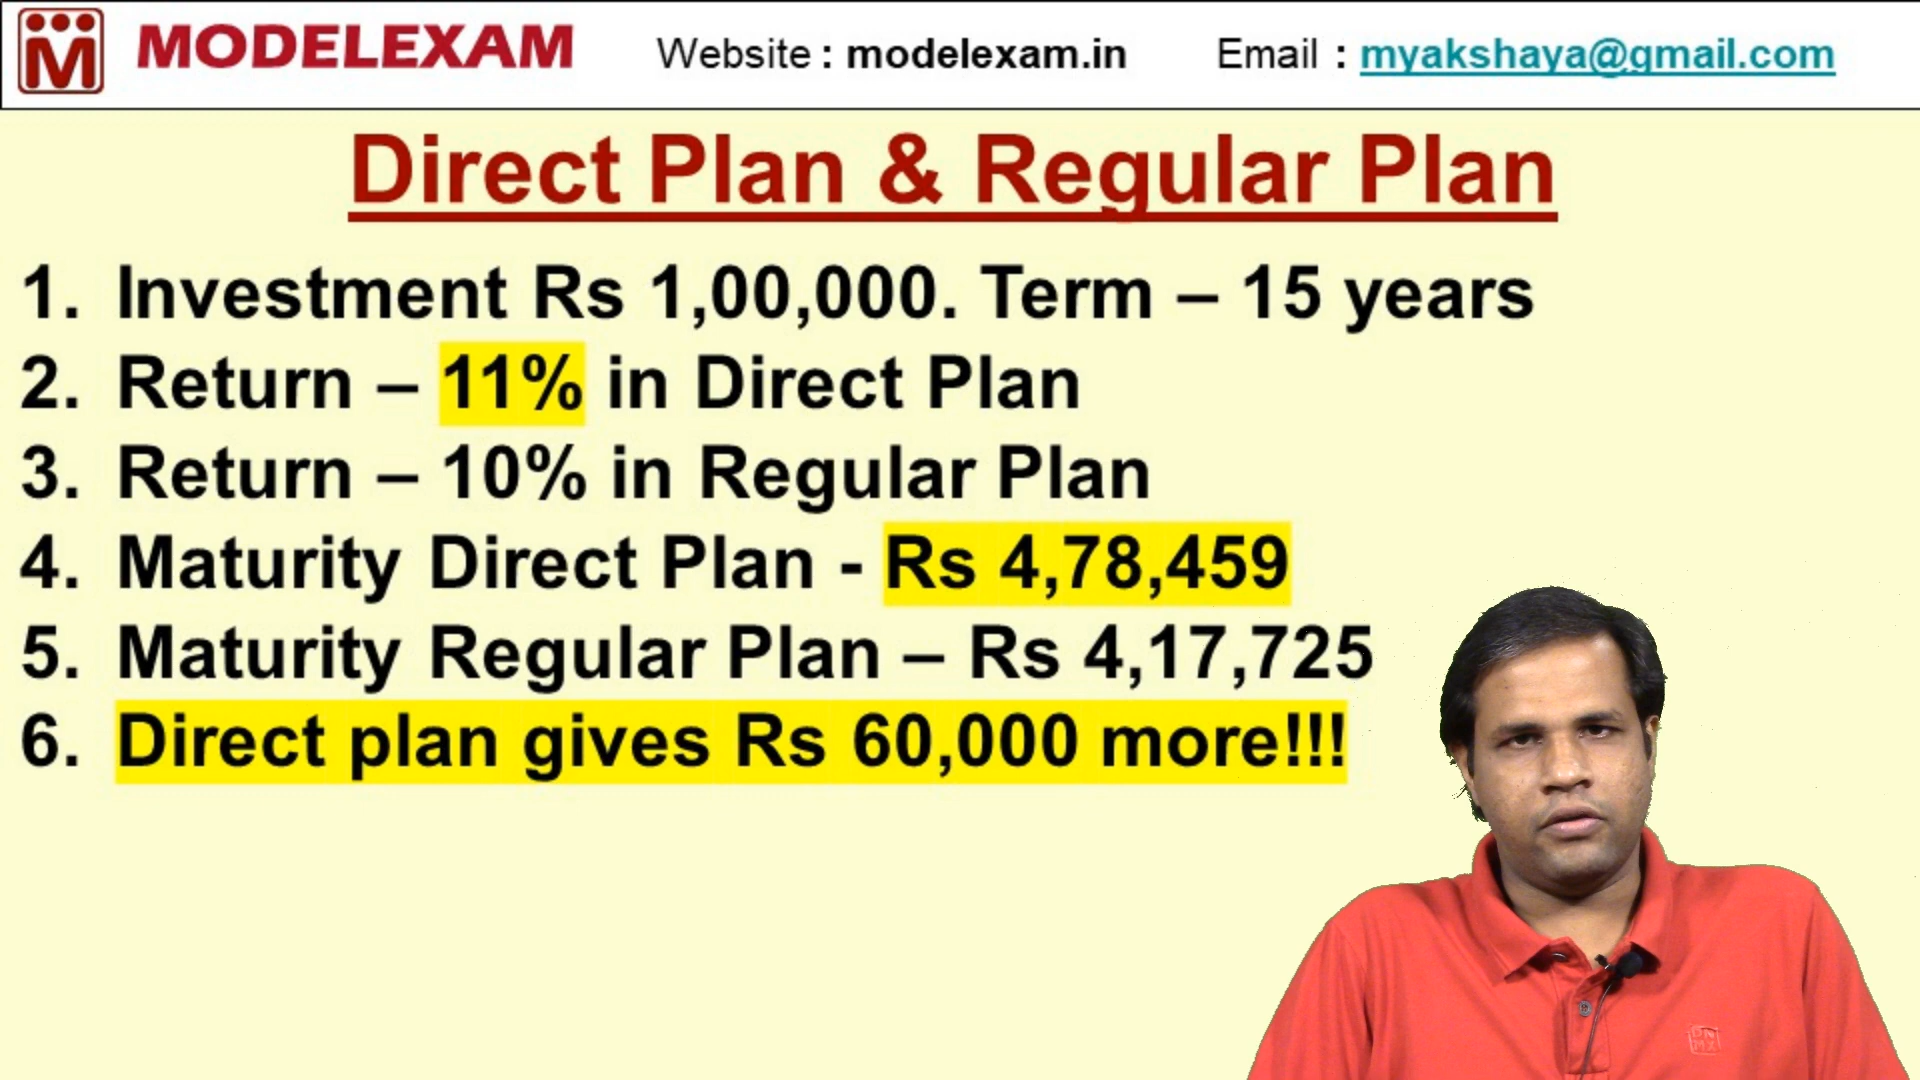 M MODELEXAM Website : modelexam.in Email : myakshaya@gmail.com
Direct Plan & Regular Plan
1. Investment Rs 1,00,000. Term – 15 years
2. Return – 11% in Direct Plan
3. Return – 10% in Regular Plan
4. Maturity Direct Plan - Rs 4,78,459
5. Maturity Regular Plan – Rs 4,17,725
6. Direct plan gives Rs 60,000 more!!!
DN
MX